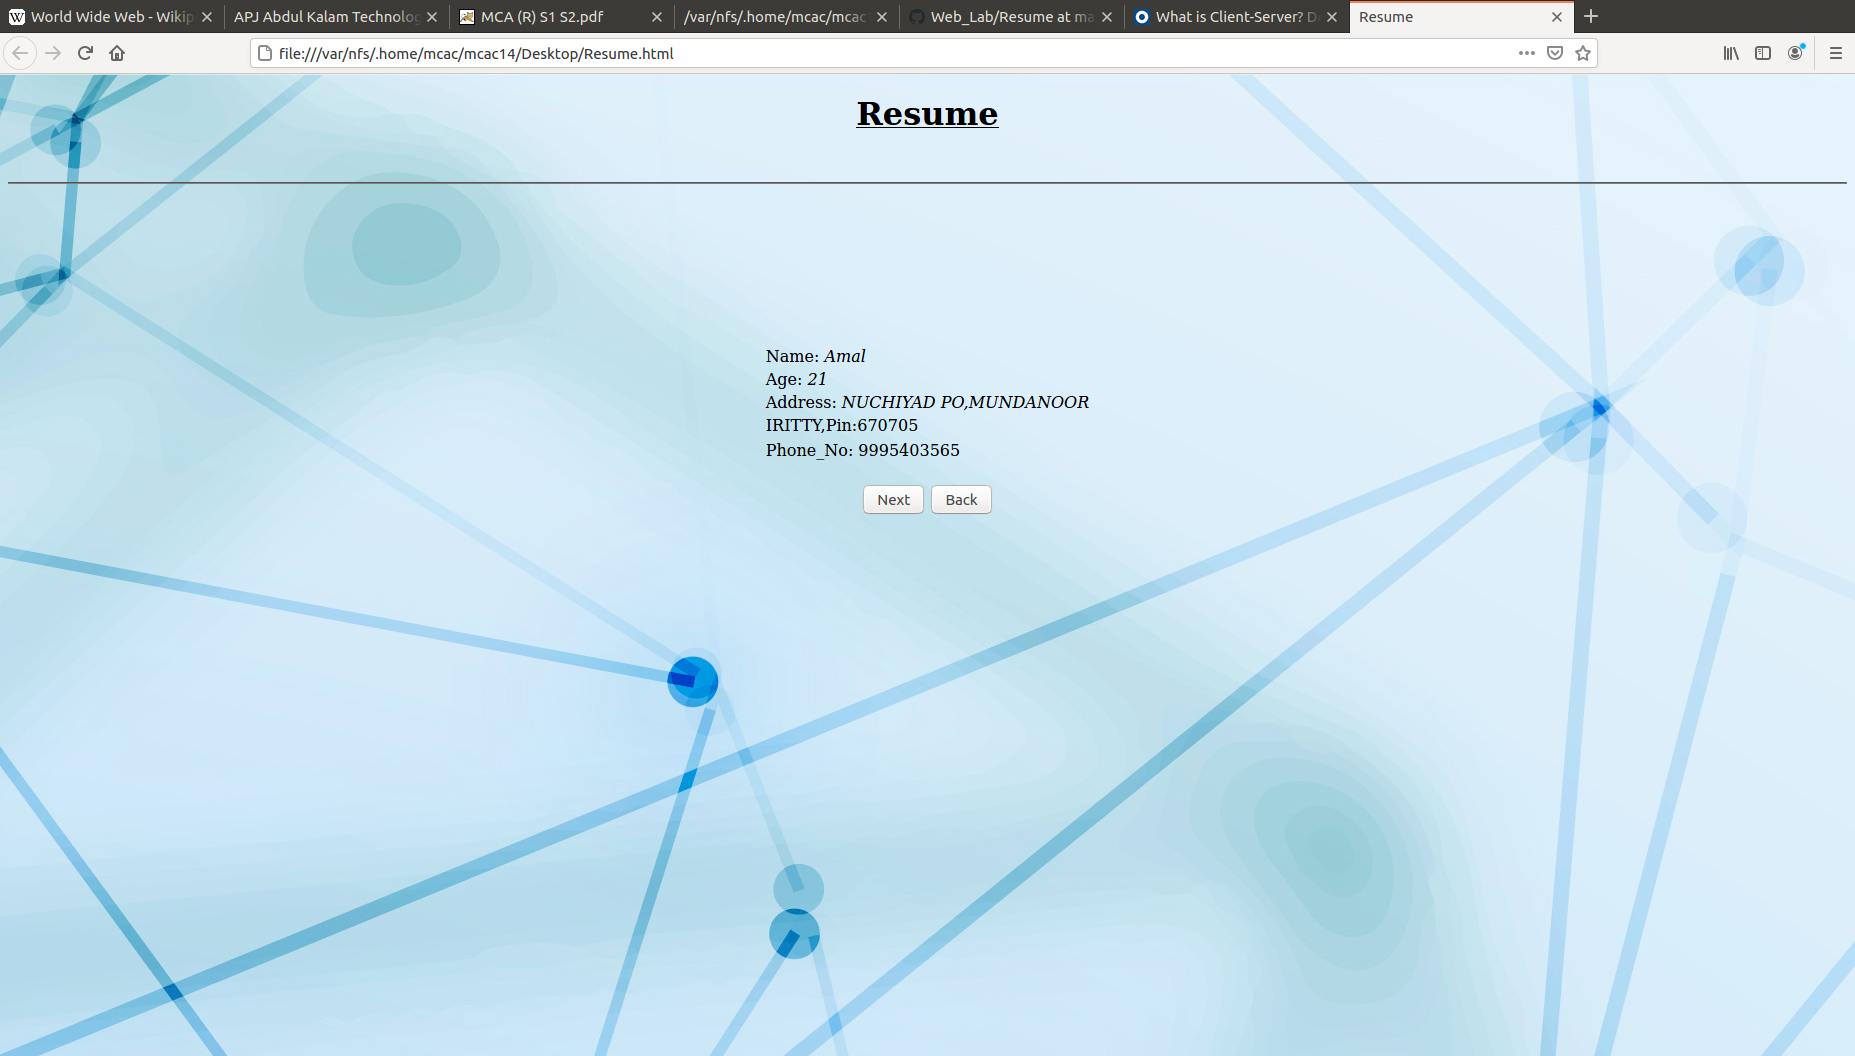 World Wide Web - Wikip
APJ Abdul Kalam Technolog
MCA (R) S1 S2.pdf
/var/nfs/.home/mcac/mcac
Web_Lab/Resume at ma
What is Client-Server? D
Resume
file:///var/nfs/.home/mcac/mcac14/Desktop/Resume.html
Resume
Name: Amal
Age: 21
Address: NUCHIYAD PO,MUNDANOOR
IRITTY,Pin:670705
Phone_No: 9995403565
Next Back